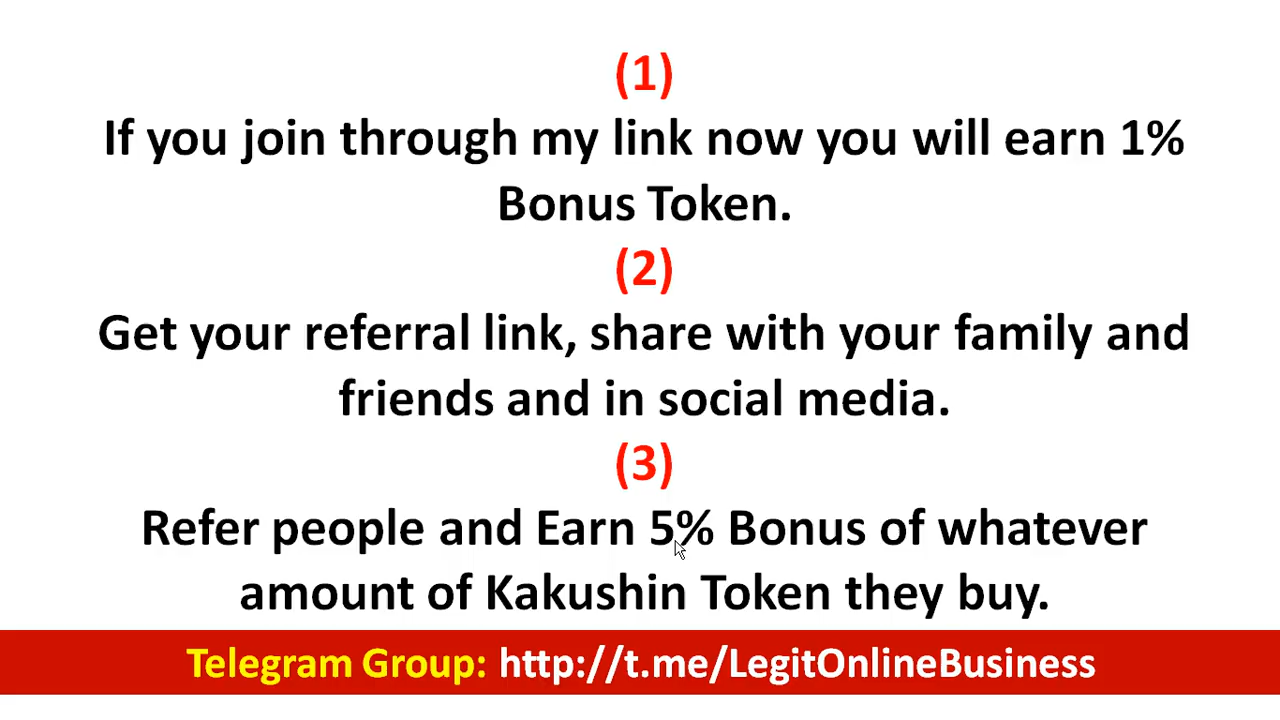 (1)
If you join through my link now you will earn 1%
Bonus Token.
(2)
Get your referral link, share with your family and
friends and in social media.
(3)
Refer people and Earn 5% Bonus of whatever
amount of Kakushin Token they buy.
Telegram Group: http://t.me/LegitOnlineBusiness